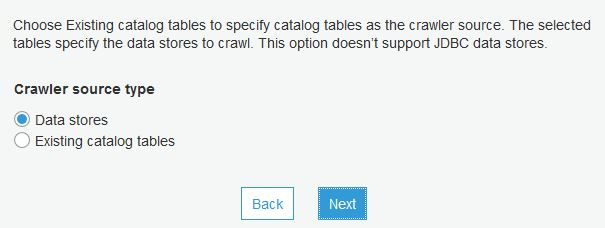 Choose Existing catalog tables to specify catalog tables as the crawler source. The selected
tables specify the data stores to crawl. This option doesn't support JDBC data stores.
Crawler source type
Data stores
Existing catalog tables
Back
Next